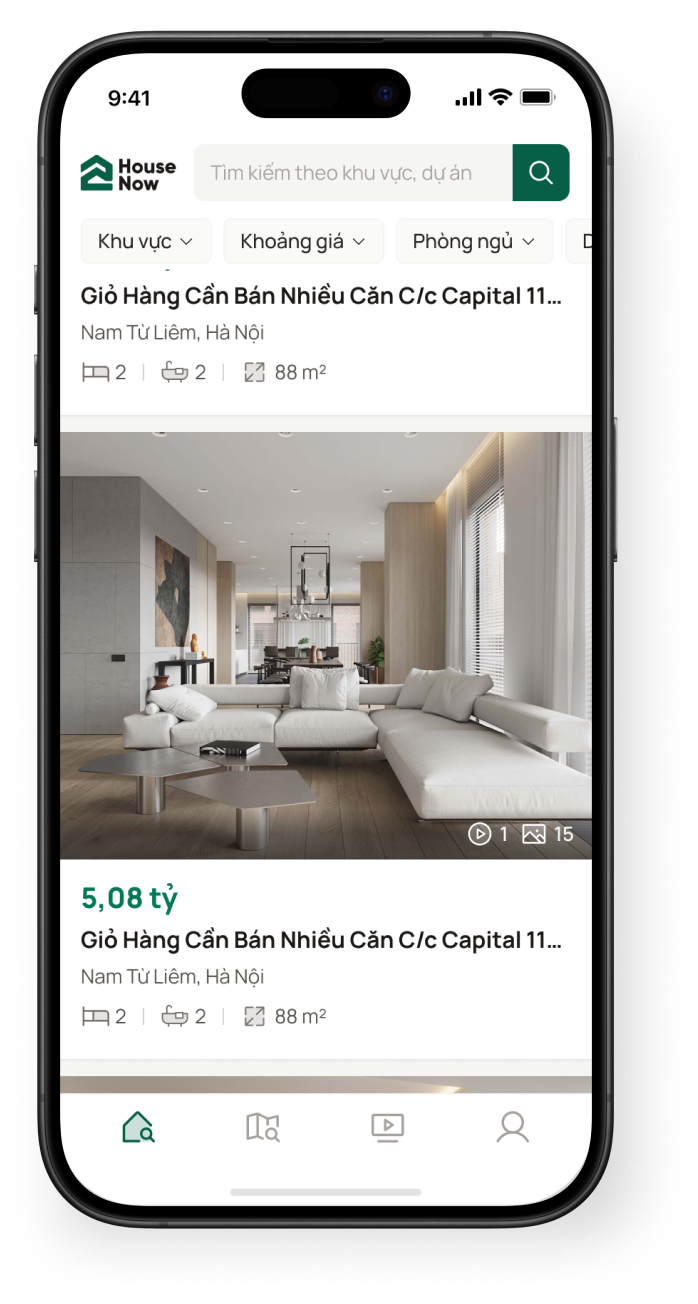 9:41
House
Now
Tìm kiếm theo khu vực, dự án
Khu vực
Khoảng giá
Phòng ngủ
Giỏ Hàng Cần Bán Nhiều Căn C/c Capital 11...
Nam Từ Liêm, Hà Nội
2 2 88 m²
1 15
5,08 tỷ
Giỏ Hàng Cần Bán Nhiều Căn C/c Capital 11...
Nam Từ Liêm, Hà Nội
2 2 88 m²